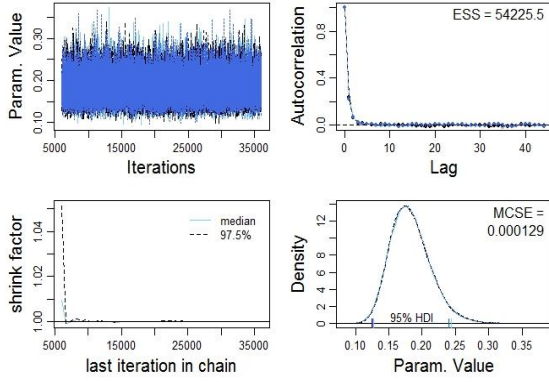 Param. Value
0.10
0.20
0.30
5000
15000
25000
35000
Iterations
ESS = 54225.5
Autocorrelation
0.0
0.4
0.8
0
10
20
30
40
Lag
shrink factor
1.00
1.02
1.04
median
97.5%
5000
15000
25000
35000
last iteration in chain
MCSE =
0.000129
Density
0
4
8
12
95% HDI
0.10
0.15
0.20
0.25
0.30
0.35
Param. Value